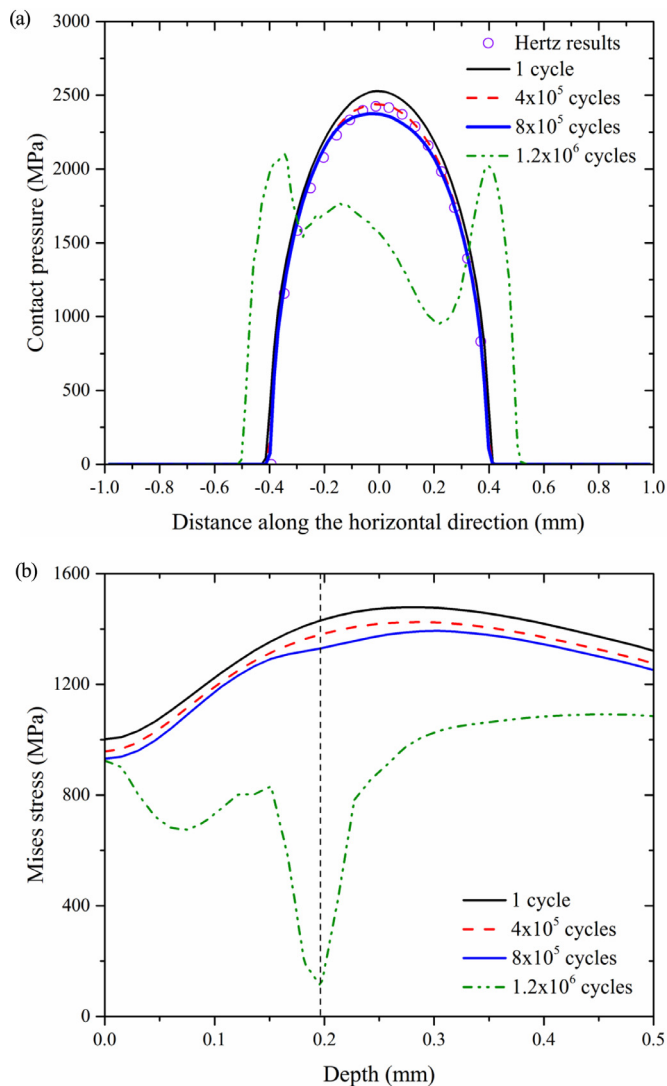 (a)
3000
2500
2000
1500
1000
500
0
Contact pressure (MPa)
Hertz results
1 cycle
4x10⁵ cycles
8x10⁵ cycles
1.2x10⁶ cycles
-1.0 -0.8 -0.6 -0.4 -0.2 0.0 0.2 0.4 0.6 0.8 1.0
Distance along the horizontal direction (mm)
(b)
1600
1200
800
400
0
Mises stress (MPa)
1 cycle
4x10⁵ cycles
8x10⁵ cycles
1.2x10⁶ cycles
0.0 0.1 0.2 0.3 0.4 0.5
Depth (mm)